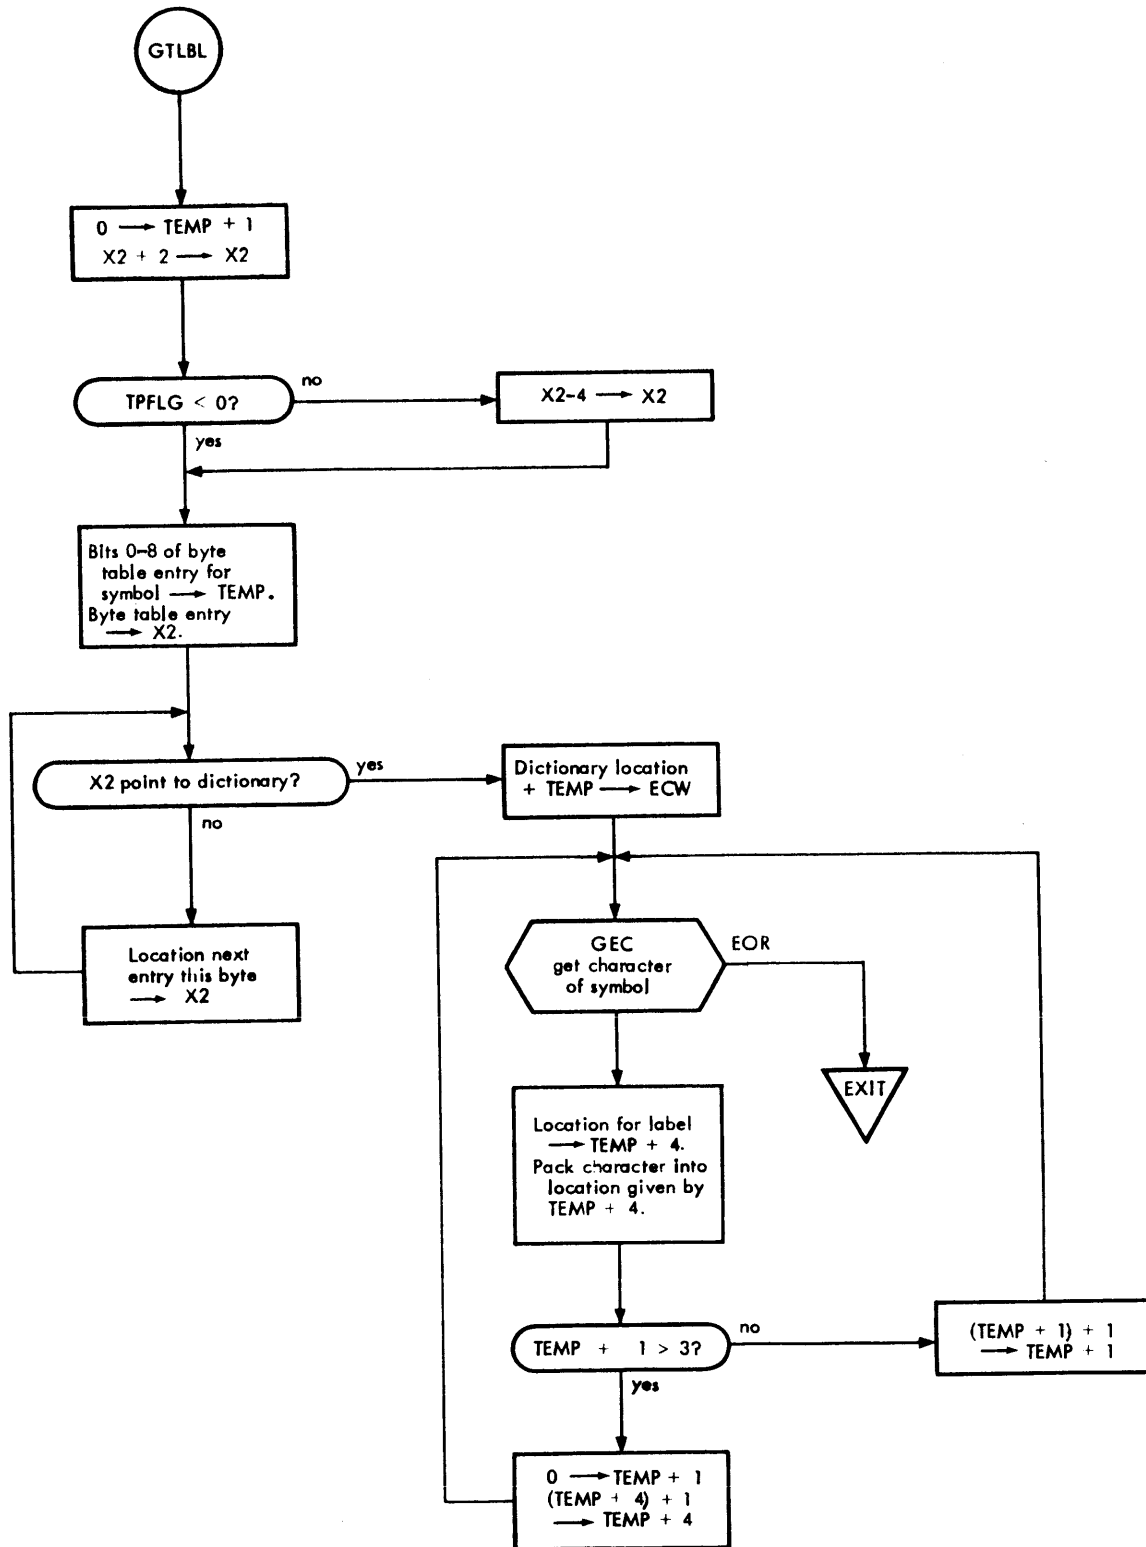 GTLBL
0 → TEMP + 1
X2 + 2 → X2
TPFLG < 0?
no
X2-4 → X2
yes
Bits 0-8 of byte
table entry for
symbol → TEMP.
Byte table entry
→ X2.
X2 point to dictionary?
yes
Dictionary location
+ TEMP → ECW
no
Location next
entry this byte
→ X2
GEC
get character
of symbol
EOR
EXIT
Location for label
→ TEMP + 4.
Pack character into
location given by
TEMP + 4.
TEMP + 1 > 3?
no
(TEMP + 1) + 1
→ TEMP + 1
yes
0 → TEMP + 1
(TEMP + 4) + 1
→ TEMP + 4